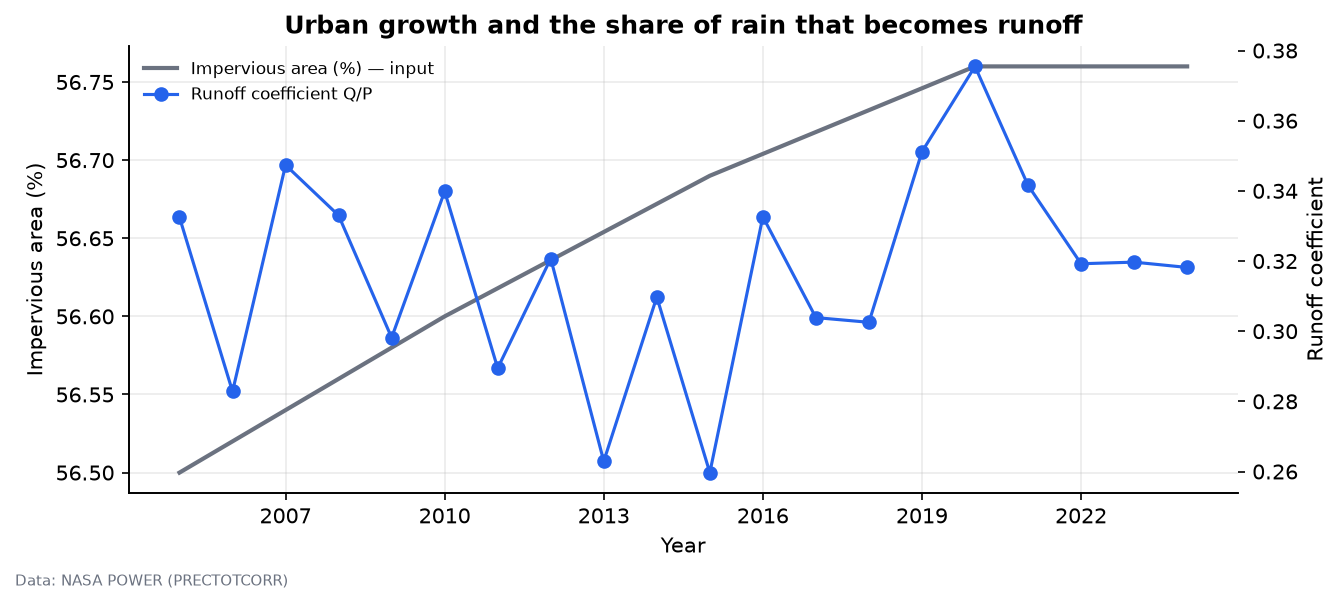 Urban growth and the share of rain that becomes runoff
Impervious area (%) — input
Runoff coefficient Q/P
Impervious area (%)
56.75
56.70
56.65
56.60
56.55
56.50
0.38
0.36
0.34
0.32
0.30
0.28
0.26
Runoff coefficient
2007 2010 2013 2016 2019 2022
Year
Data: NASA POWER (PRECTOTCORR)